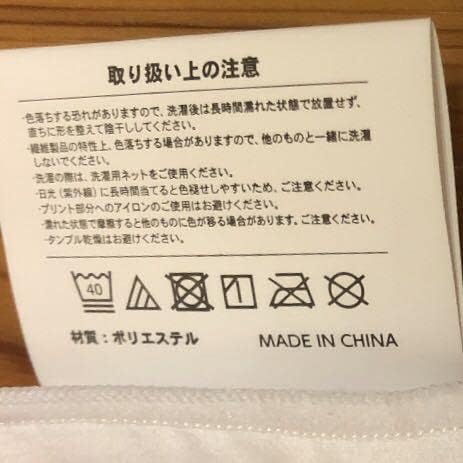 取り扱い上の注意
・色落ちする恐れがありますので、洗濯後は長時間濡れた状態で放置せず、
直ちに形を整えて陰干ししてください。
・繊維製品の特性上、色落ちする場合がありますので、他のものと一緒に洗濯
しないでください。
・洗濯の際は、洗濯用ネットをご使用ください。
・日光(紫外線)に長時間当てると色褪せしやすいため、ご注意ください。
・プリント部分へのアイロンのご使用はお避けください。
・濡れた状態で摩擦すると他のものに色が移る場合があります。ご注意ください。
・タンブル乾燥はお避けください。
40
材質:ポリエステル
MADE IN CHINA